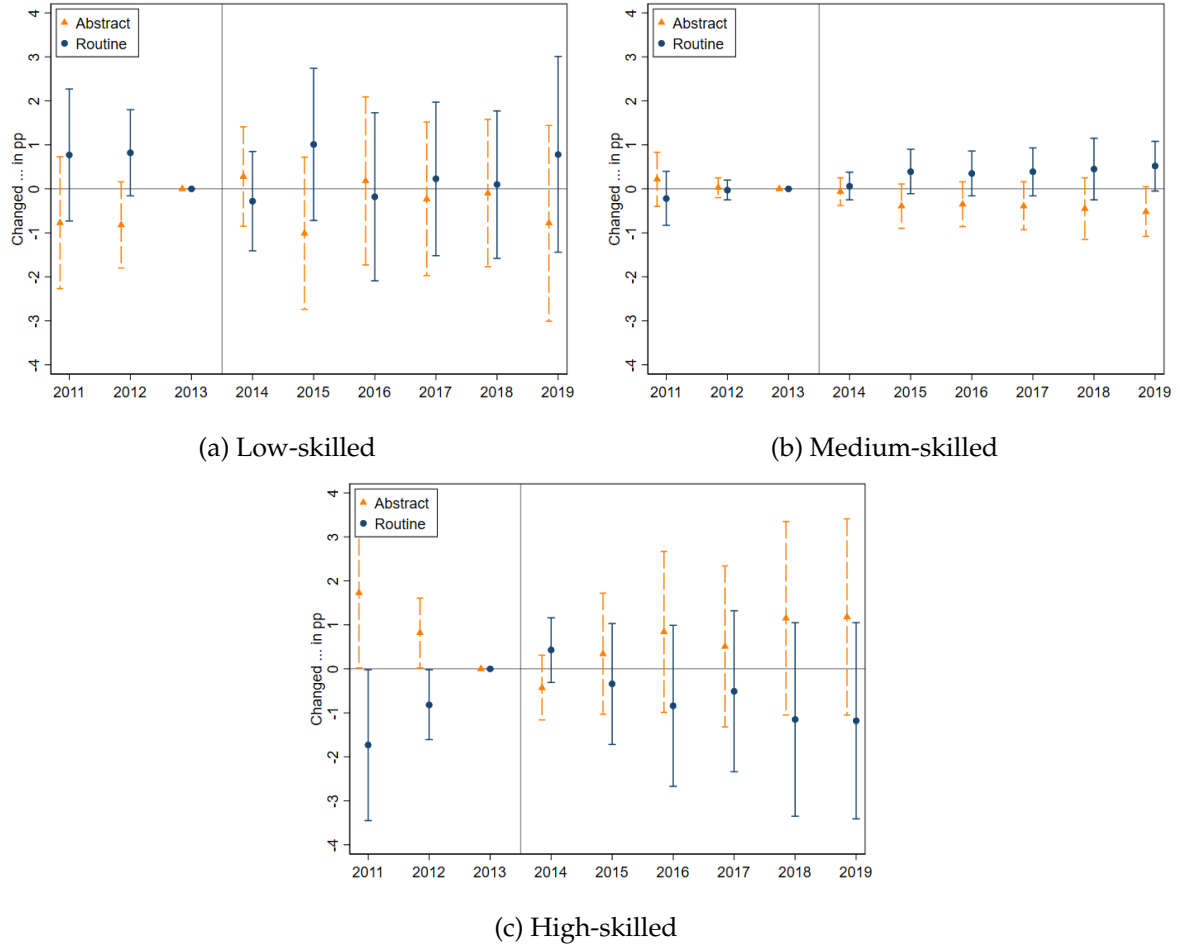 Abstract
Routine
Changed ... in pp
4
3
2
1
0
-1
-2
-3
-4
2011 2012 2013 2014 2015 2016 2017 2018 2019
(a) Low-skilled
Abstract
Routine
Changed ... in pp
4
3
2
1
0
-1
-2
-3
-4
2011 2012 2013 2014 2015 2016 2017 2018 2019
(b) Medium-skilled
Abstract
Routine
Changed ... in pp
4
3
2
1
0
-1
-2
-3
-4
2011 2012 2013 2014 2015 2016 2017 2018 2019
(c) High-skilled